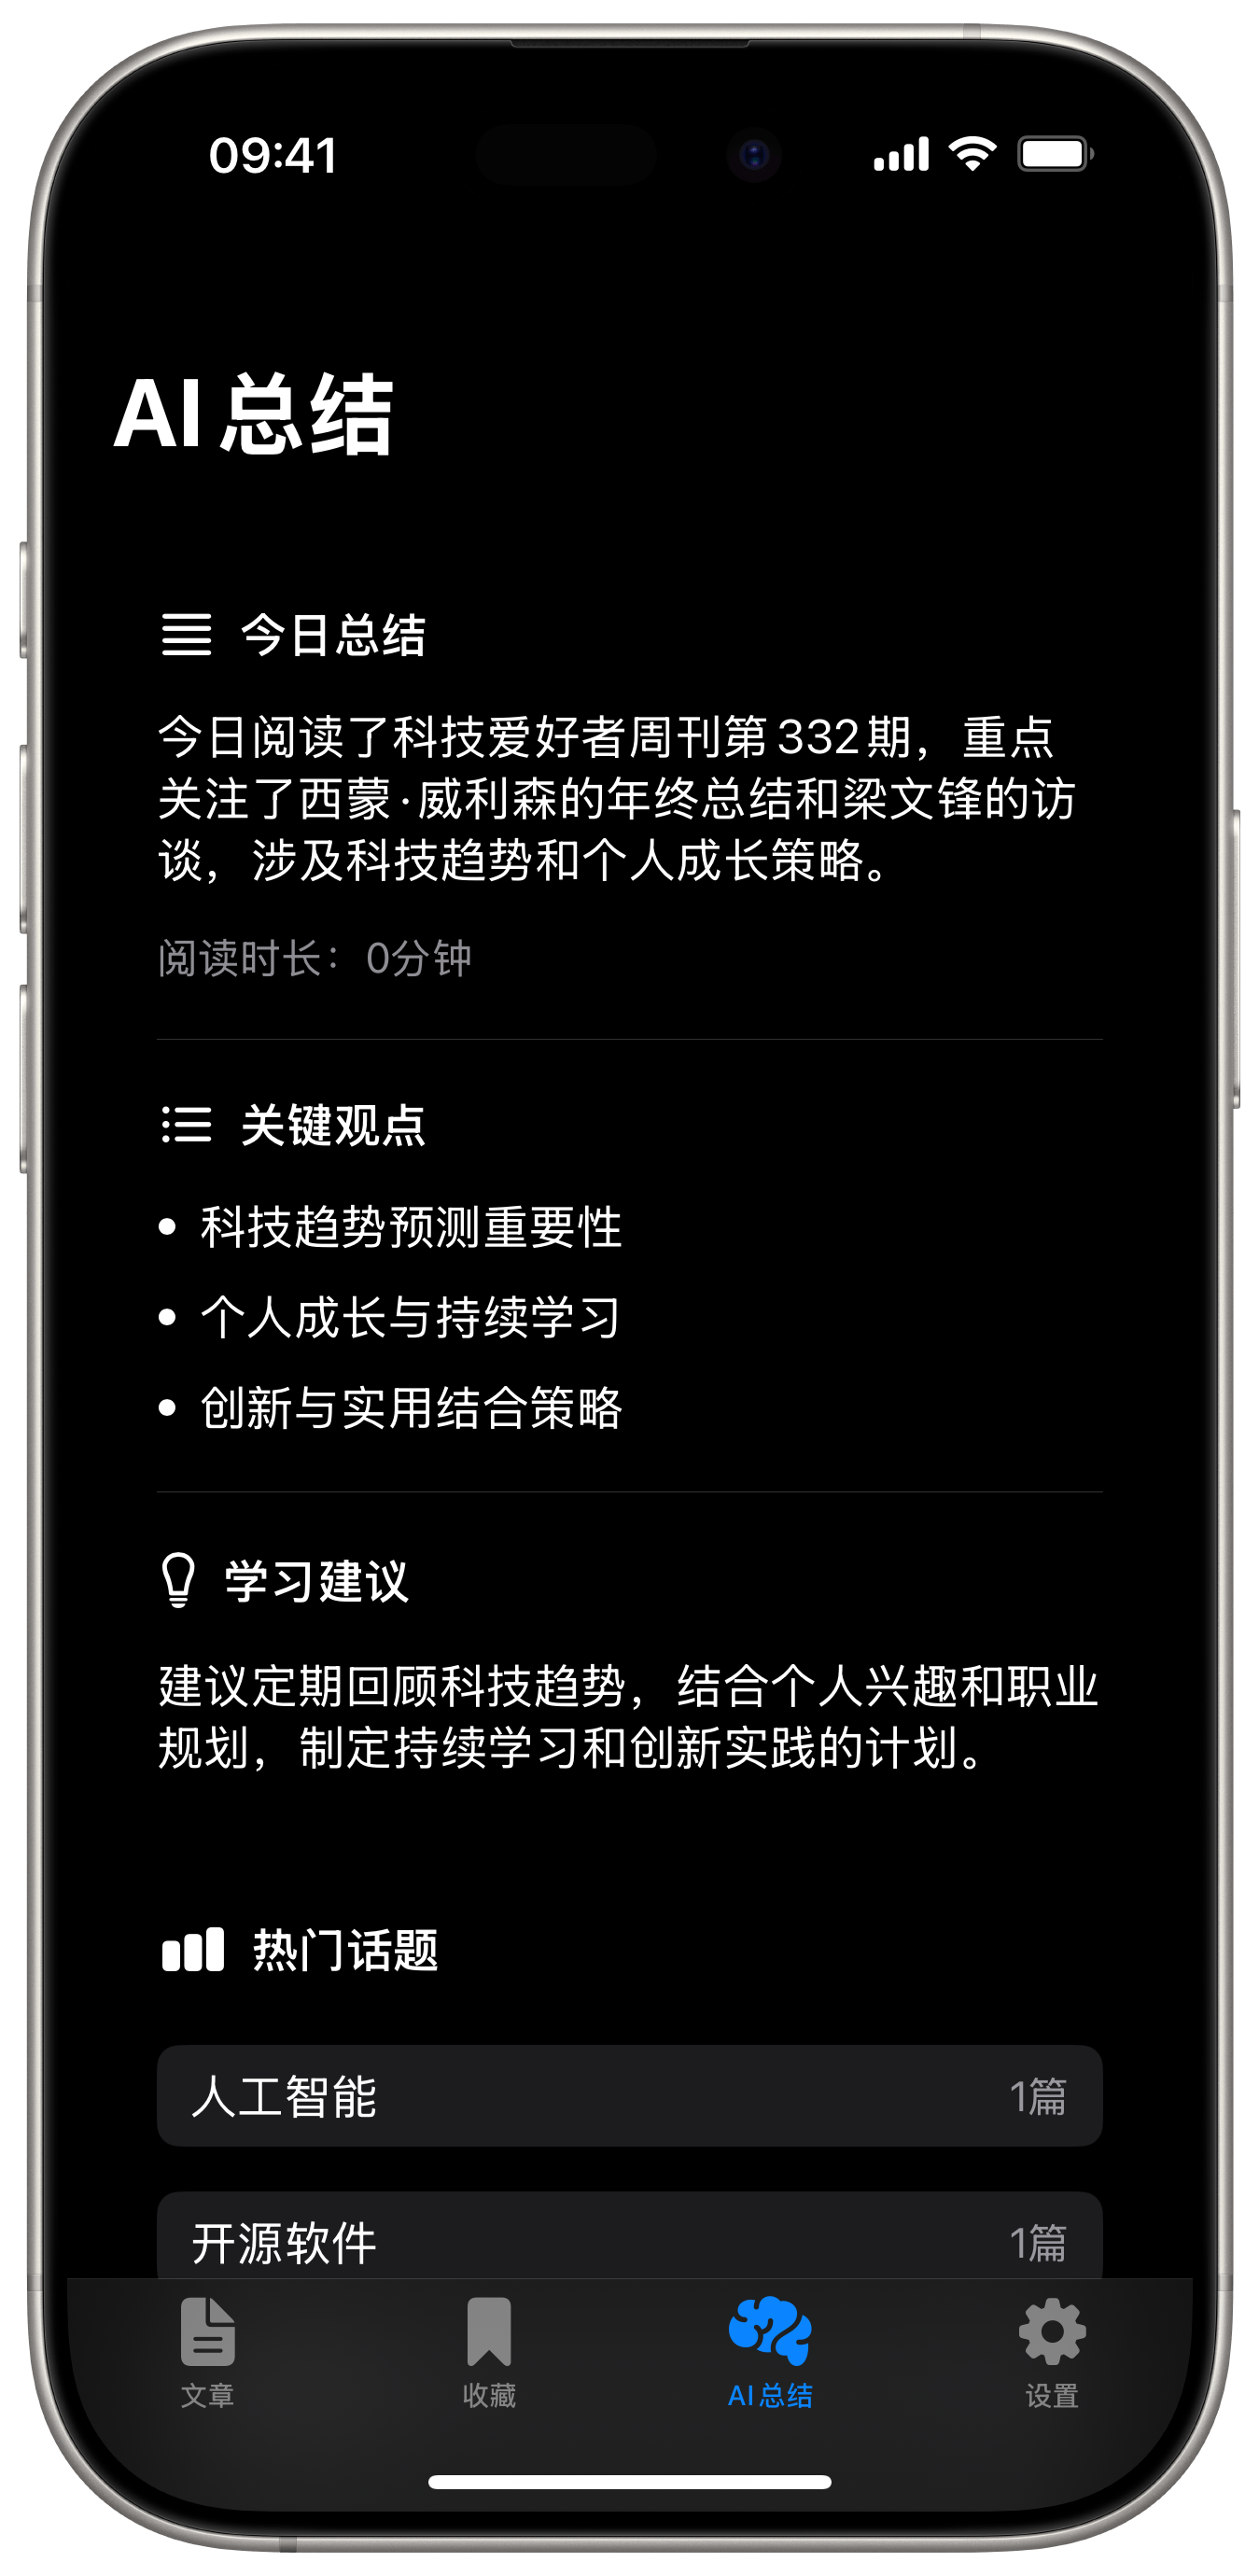 09:41
AI 总结
今日总结
今日阅读了科技爱好者周刊第 332 期，重点
关注了西蒙·威利森的年终总结和梁文锋的访
谈，涉及科技趋势和个人成长策略。
阅读时长：0分钟
关键观点
• 科技趋势预测重要性
• 个人成长与持续学习
• 创新与实用结合策略
学习建议
建议定期回顾科技趋势，结合个人兴趣和职业
规划，制定持续学习和创新实践的计划。
热门话题
人工智能 1篇
开源软件 1篇
文章 收藏 AI 总结 设置